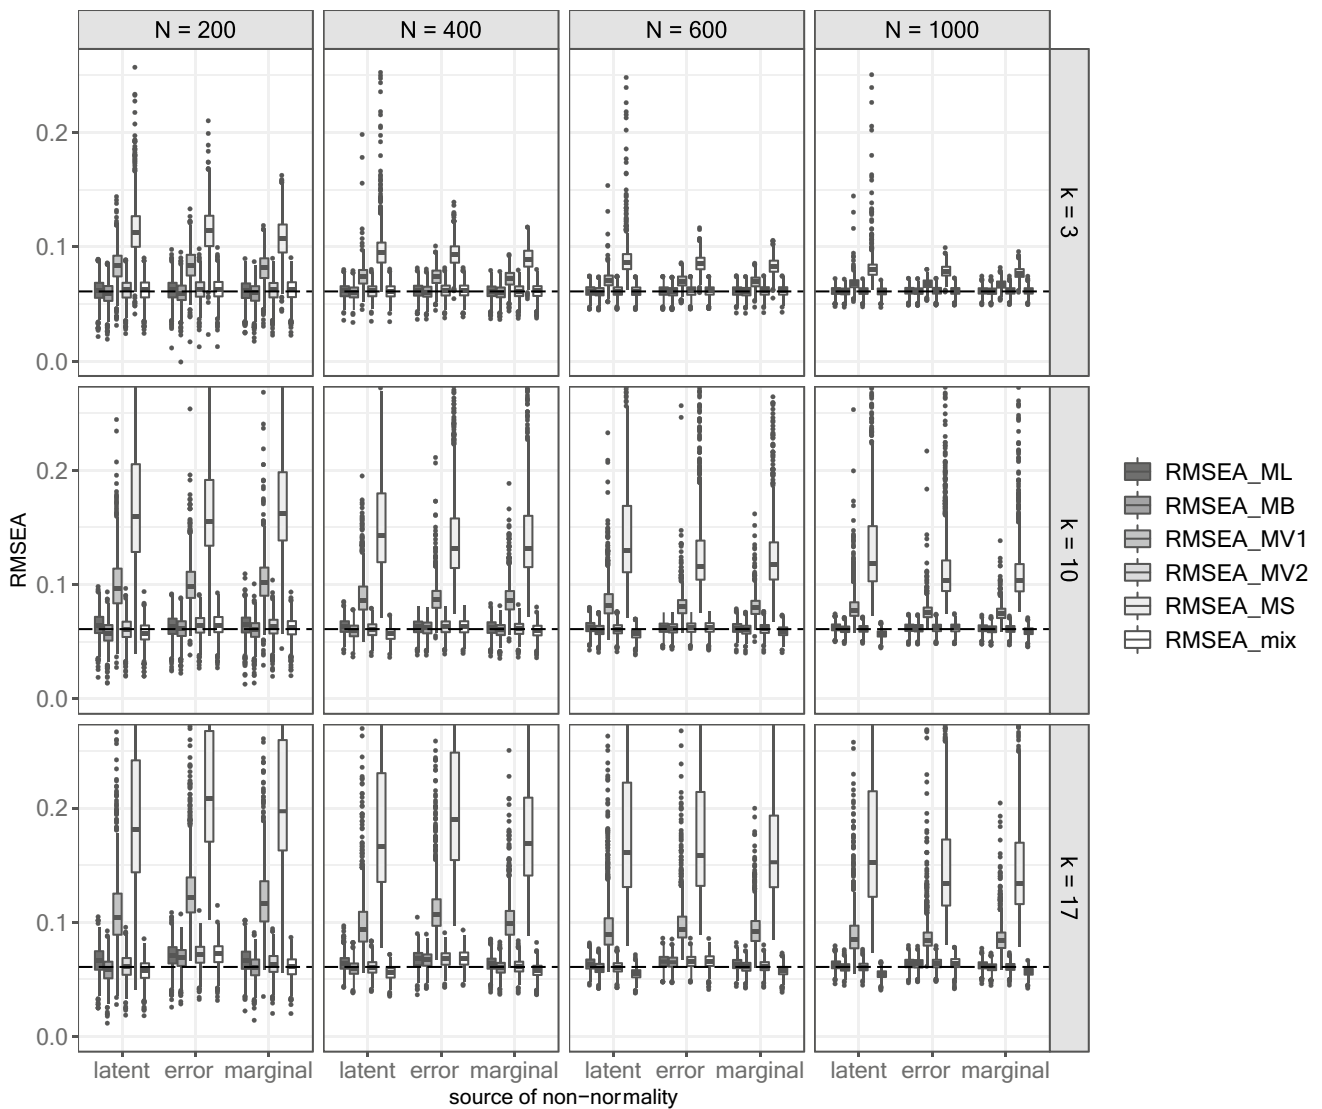 N = 200
N = 400
N = 600
N = 1000
0.2
0.1
0.0
k = 3
0.2
0.1
0.0
k = 10
0.2
0.1
0.0
k = 17
RMSEA
latent error marginal
latent error marginal
latent error marginal
latent error marginal
source of non−normality
RMSEA_ML
RMSEA_MB
RMSEA_MV1
RMSEA_MV2
RMSEA_MS
RMSEA_mix